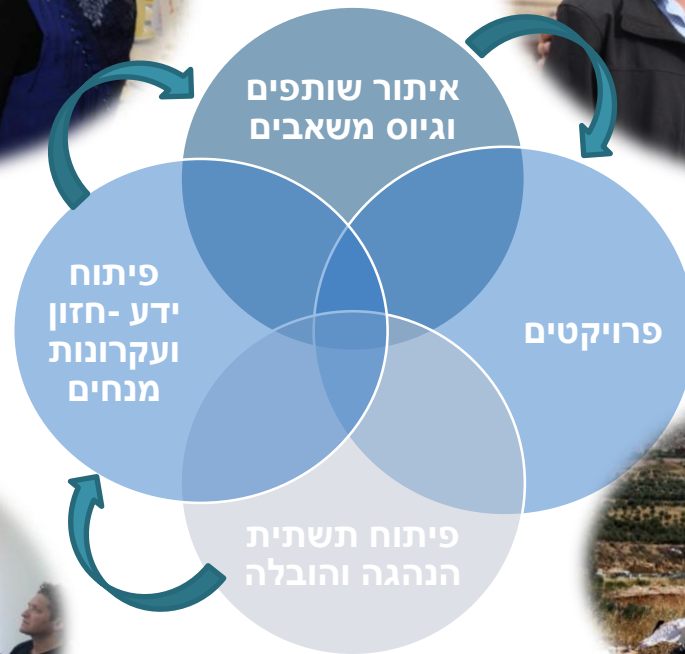 איתור שותפים
וגיוס משאבים
פרויקטים
פיתוח
ידע -חזון
ועקרונות
מנחים
פיתוח תשתית
הנהגה והובלה